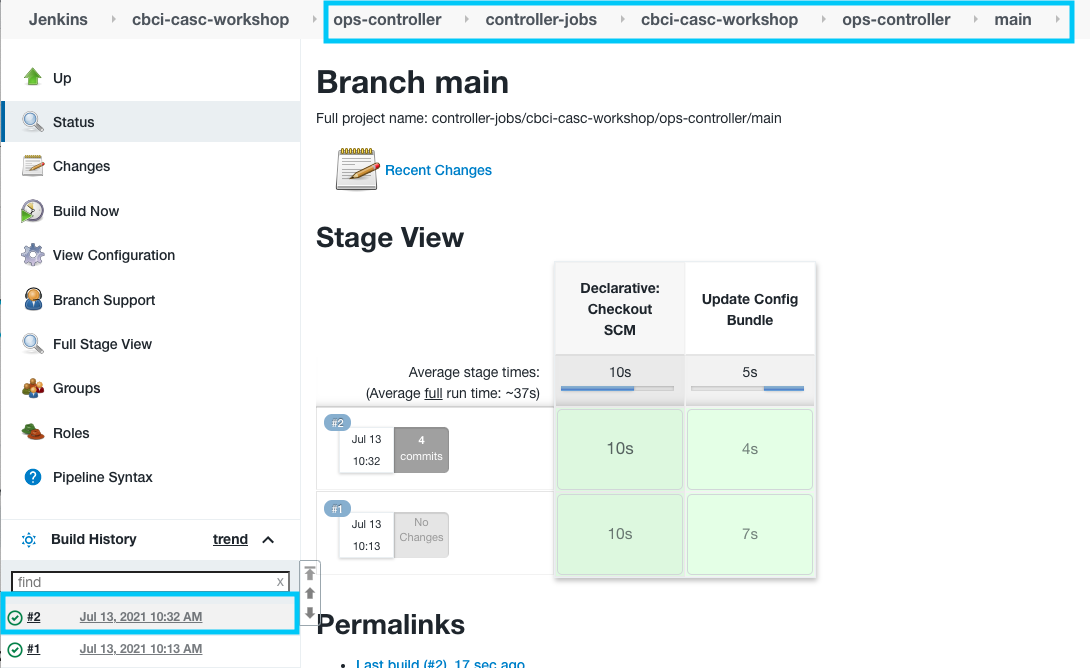 Jenkins cbci-casc-workshop ops-controller controller-jobs cbci-casc-workshop ops-controller main
Up
Status
Changes
Build Now
View Configuration
Branch Support
Full Stage View
Groups
Roles
Pipeline Syntax
Build History trend
find x
#2 Jul 13, 2021 10:32 AM
#1 Jul 13, 2021 10:13 AM
Branch main
Full project name: controller-jobs/cbci-casc-workshop/ops-controller/main
Recent Changes
Stage View
Declarative:
Checkout
SCM
Update Config
Bundle
Average stage times:
(Average full run time: ~37s)
10s 5s
#2
Jul 13
10:32
4
commits
10s 4s
#1
Jul 13
10:13
No
Changes
10s 7s
Permalinks
Last build (#2), 17 sec ago